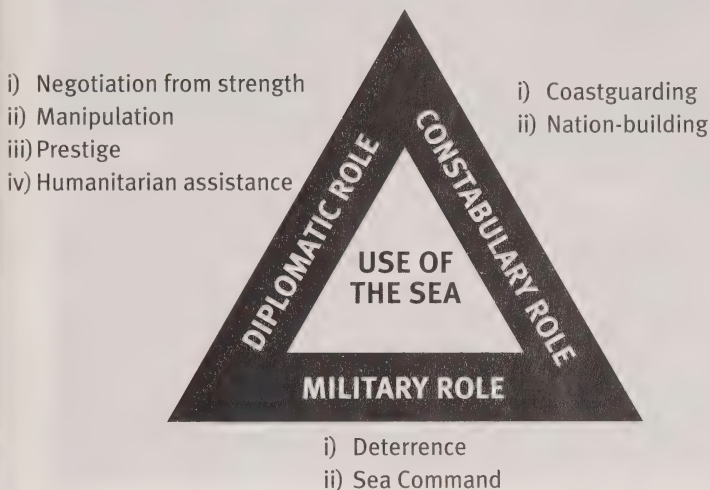 i) Negotiation from strength
ii) Manipulation
iii) Prestige
iv) Humanitarian assistance
DIPLOMATIC ROLE
CONSTABULARY ROLE
i) Coastguarding
ii) Nation-building
USE OF
THE SEA
MILITARY ROLE
i) Deterrence
ii) Sea Command